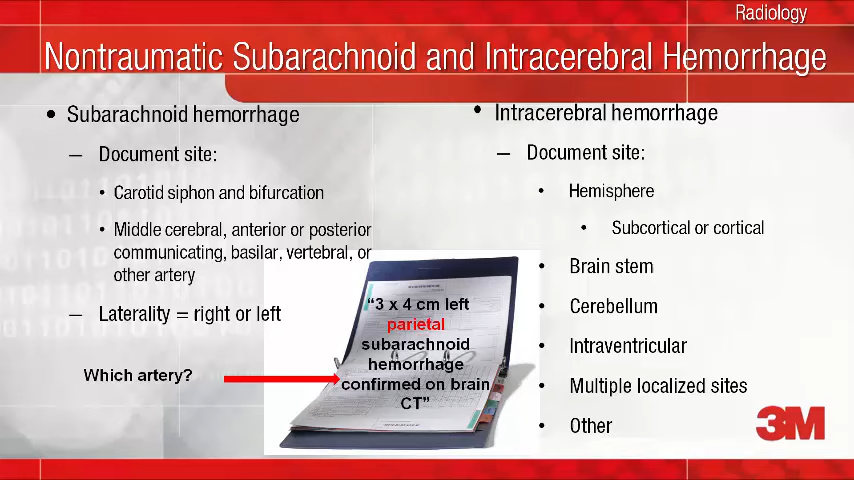 Radiology
Nontraumatic Subarachnoid and Intracerebral Hemorrhage
• Subarachnoid hemorrhage
– Document site:
• Carotid siphon and bifurcation
• Middle cerebral, anterior or posterior
communicating, basilar, vertebral, or
other artery
– Laterality = right or left
Which artery?
“3 x 4 cm left
parietal
subarachnoid
hemorrhage
confirmed on brain
CT”
• Intracerebral hemorrhage
– Document site:
• Hemisphere
• Subcortical or cortical
• Brain stem
• Cerebellum
• Intraventricular
• Multiple localized sites
• Other
3M